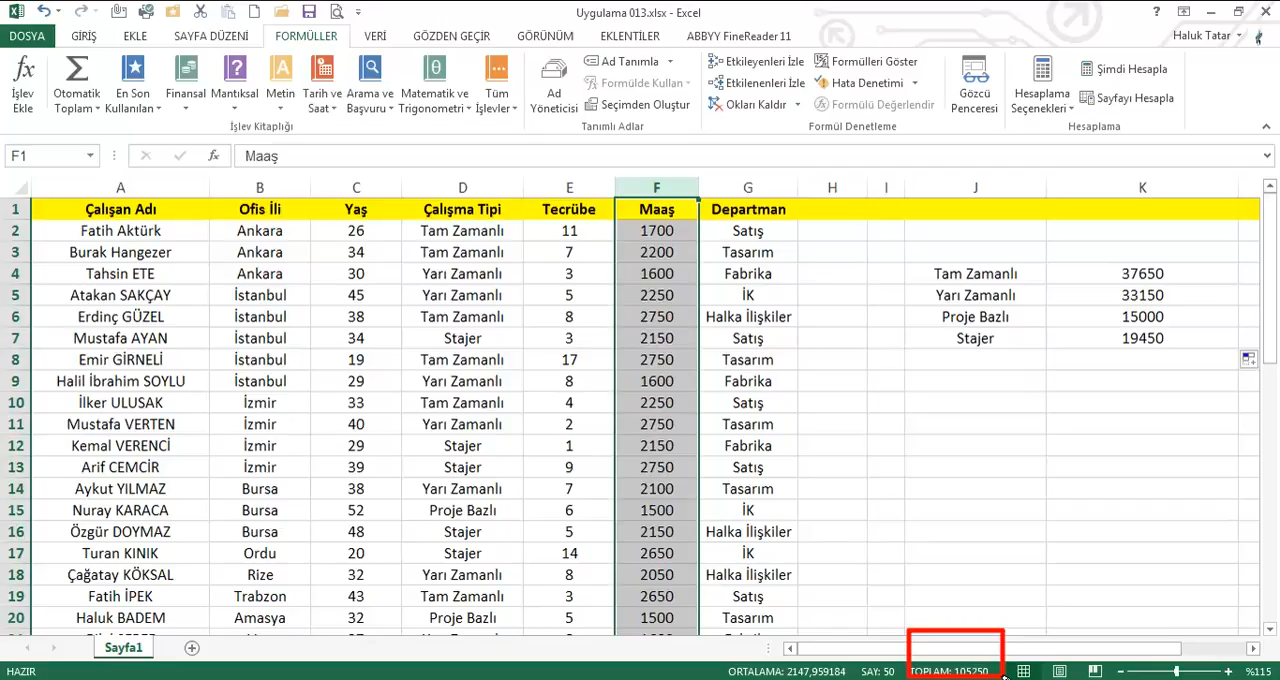 Uygulama 013.xlsx - Excel
DOSYA GİRİŞ EKLE SAYFA DÜZENİ FORMÜLLER VERİ GÖZDEN GEÇİR GÖRÜNÜM EKLENTİLER ABBYY FineReader 11 Haluk Tatar
fx İşlev Ekle
Otomatik Toplam
En Son Kullanılan
Finansal
Mantıksal
Metin
Tarih ve Saat
Arama ve Başvuru
Matematik ve Trigonometri
Tüm İşlevler
İşlev Kitaplığı
Ad Yöneticisi
Ad Tanımla
Formülde Kullan
Seçimden Oluştur
Tanımlı Adlar
Etkileyenleri İzle
Etkilenenleri İzle
Okları Kaldır
Formülleri Göster
Hata Denetimi
Formülü Değerlendir
Formül Denetleme
Gözcü Penceresi
Hesaplama Seçenekleri
Şimdi Hesapla
Sayfayı Hesapla
Hesaplama
F1 fx Maaş
A B C D E F G H I J K
1 Çalışan Adı Ofis İli Yaş Çalışma Tipi Tecrübe Maaş Departman
2 Fatih Aktürk Ankara 26 Tam Zamanlı 11 1700 Satış
3 Burak Hangezer Ankara 34 Tam Zamanlı 7 2200 Tasarım
4 Tahsin ETE Ankara 30 Yarı Zamanlı 3 1600 Fabrika Tam Zamanlı 37650
5 Atakan SAKÇAY İstanbul 45 Yarı Zamanlı 5 2250 İK Yarı Zamanlı 33150
6 Erdinç GÜZEL İstanbul 38 Tam Zamanlı 8 2750 Halka İlişkiler Proje Bazlı 15000
7 Mustafa AYAN İstanbul 34 Stajer 3 2150 Satış Stajer 19450
8 Emir GİRNELİ İstanbul 19 Tam Zamanlı 17 2750 Tasarım
9 Halil İbrahim SOYLU İstanbul 29 Yarı Zamanlı 8 1600 Fabrika
10 İlker ULUSAK İzmir 33 Tam Zamanlı 4 2250 Satış
11 Mustafa VERTEN İzmir 40 Yarı Zamanlı 2 2750 Tasarım
12 Kemal VERENCİ İzmir 29 Stajer 1 2150 Fabrika
13 Arif CEMCİR İzmir 39 Stajer 9 2750 Satış
14 Aykut YILMAZ Bursa 38 Yarı Zamanlı 7 2100 Tasarım
15 Nuray KARACA Bursa 52 Proje Bazlı 6 1500 İK
16 Özgür DOYMAZ Bursa 48 Stajer 5 2150 Halka İlişkiler
17 Turan KINIK Ordu 20 Stajer 14 2650 İK
18 Çağatay KÖKSAL Rize 32 Yarı Zamanlı 8 2050 Halka İlişkiler
19 Fatih İPEK Trabzon 43 Tam Zamanlı 3 2650 Satış
20 Haluk BADEM Amasya 32 Proje Bazlı 5 1500 Tasarım
Sayfa1
HAZIR ORTALAMA: 2147,959184 SAY: 50 TOPLAM: 105250 %115